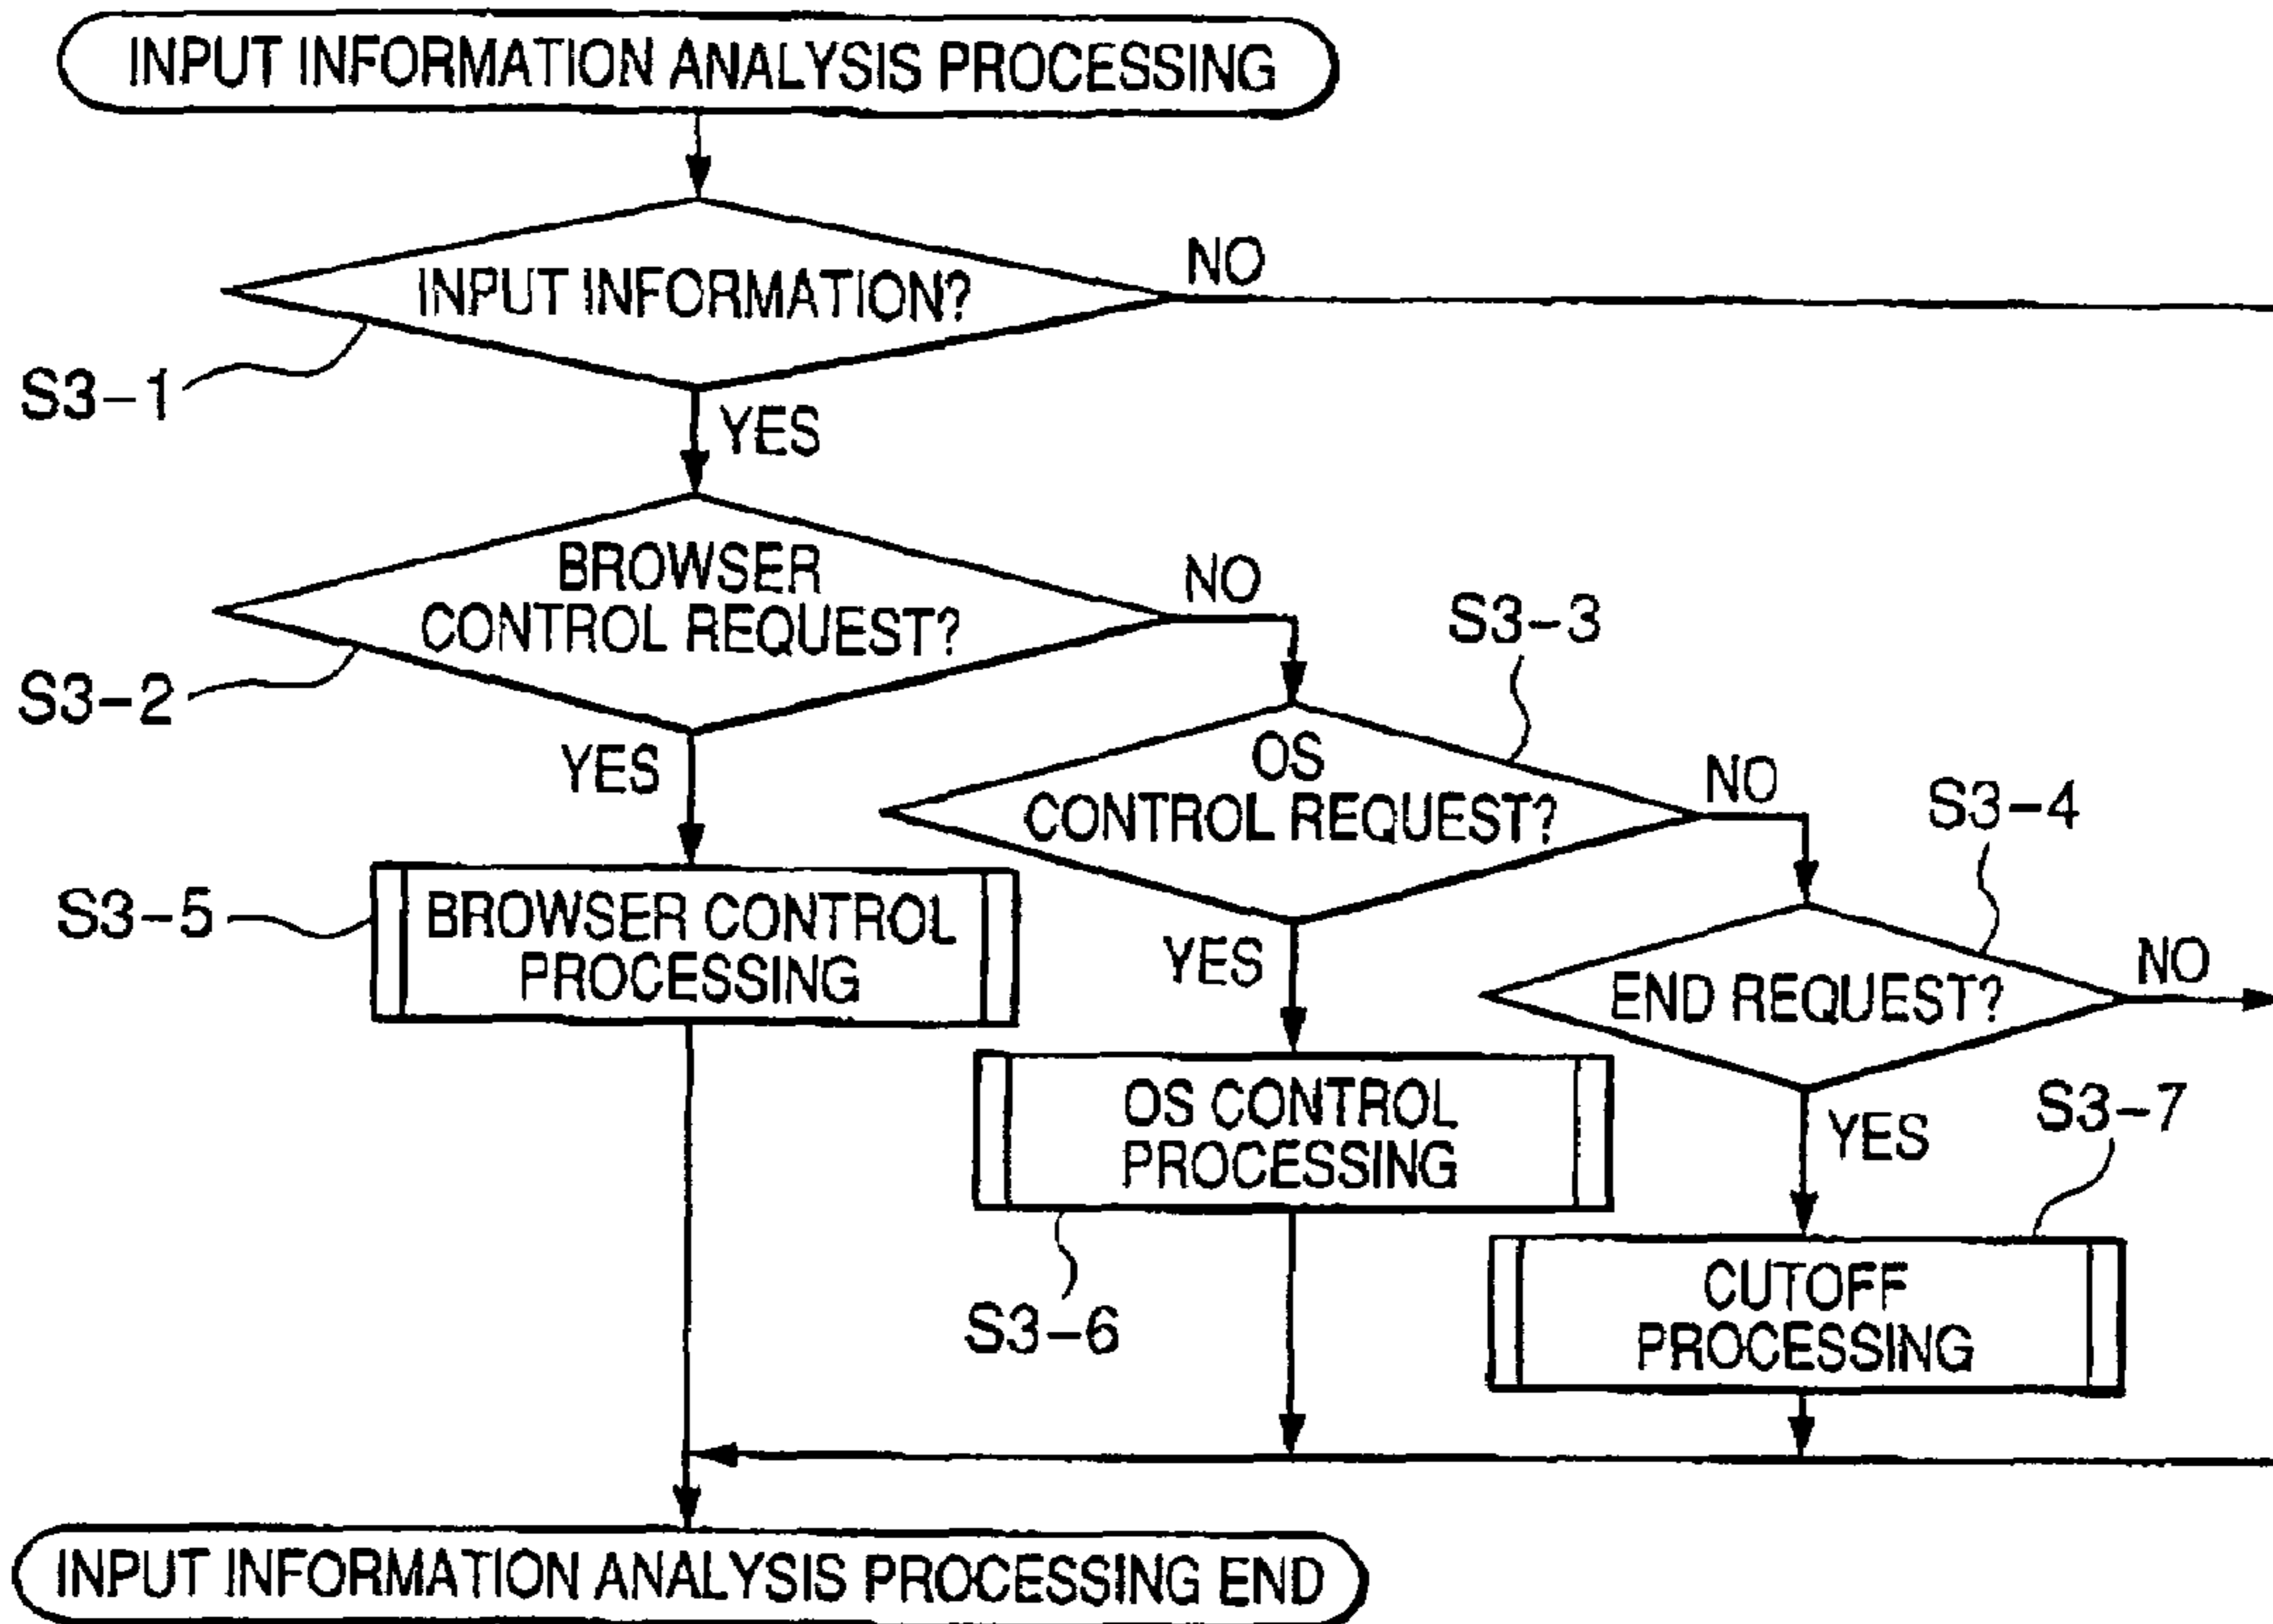 INPUT INFORMATION ANALYSIS PROCESSING
NO
INPUT INFORMATION?
S3-1
YES
BROWSER
CONTROL REQUEST?
NO
S3-2
S3-3
YES
OS
CONTROL REQUEST?
NO
S3-4
S3-5
BROWSER CONTROL
PROCESSING
YES
END REQUEST?
NO
OS CONTROL
PROCESSING
S3-6
YES
S3-7
CUTOFF
PROCESSING
INPUT INFORMATION ANALYSIS PROCESSING END